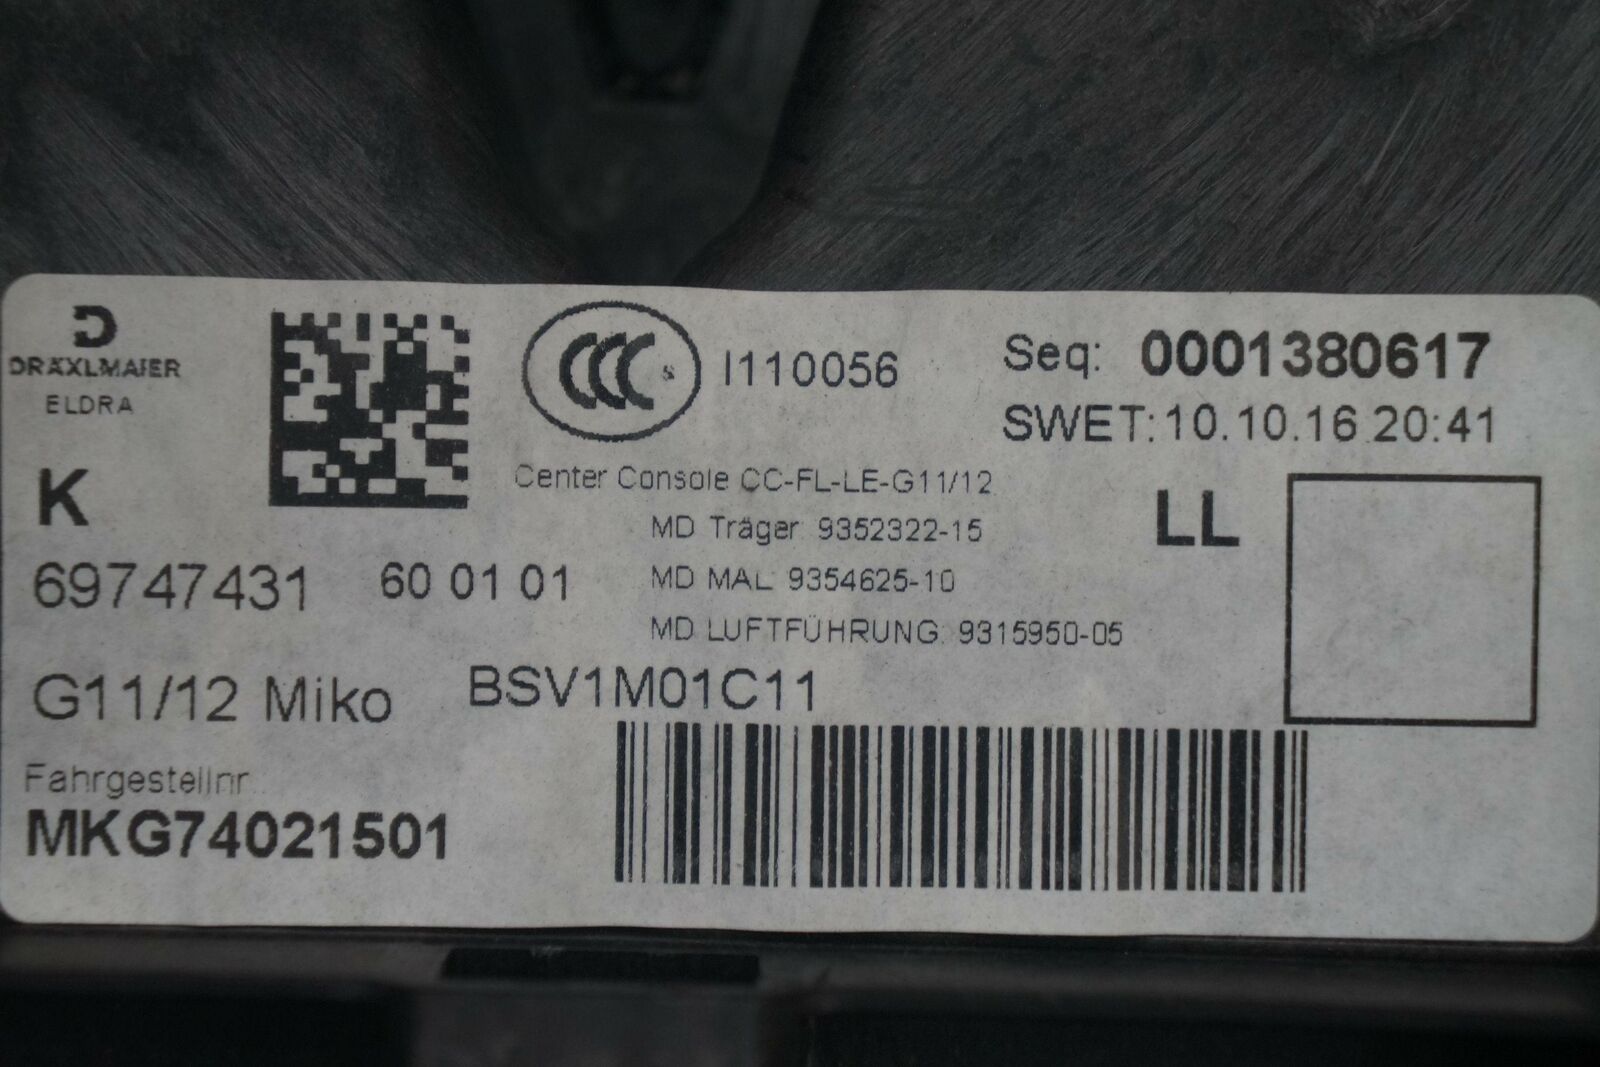 DRÄXLMAIER
ELDRA
CCC S
I110056
Seq: 0001380617
SWET:10.10.16 20:41
Center Console CC-FL-LE-G11/12
K
MD Träger: 9352322-15
LL
69747431 60 01 01
MD MAL: 9354625-10
MD LUFTFÜHRUNG: 9315950-05
G11/12 Miko
BSV1M01C11
Fahrgestellnr.
MKG74021501